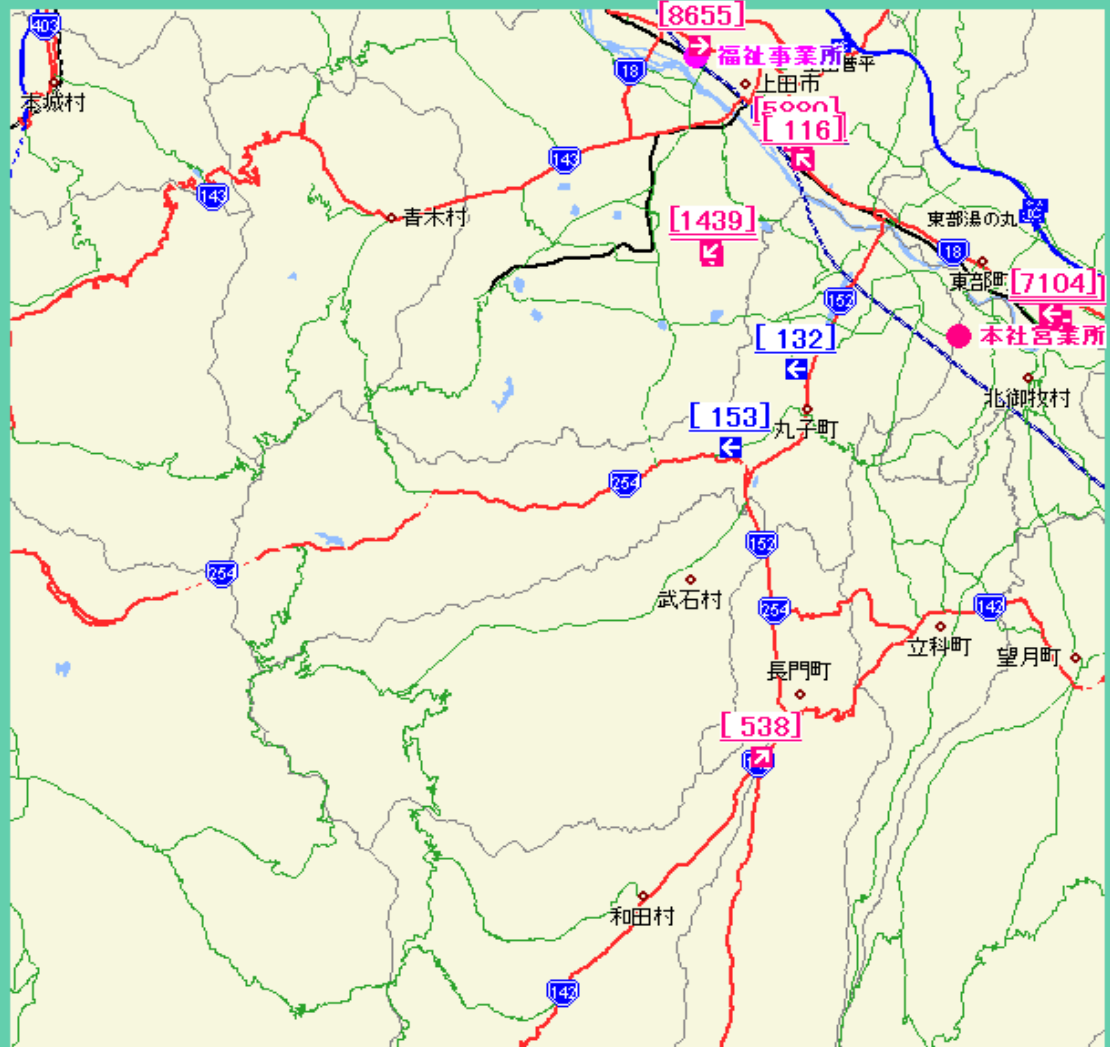 [8655]
403
福祉事業所
18
上田市
本城村
[ 116]
143
143
青木村
[1439]
東部湯の丸
18
東部町
[7104]
152
本社営業所
[ 132]
北御牧村
[ 153]
丸子町
254
152
254
武石村
254
142
立科町
望月町
長門町
[ 538]
和田村
142